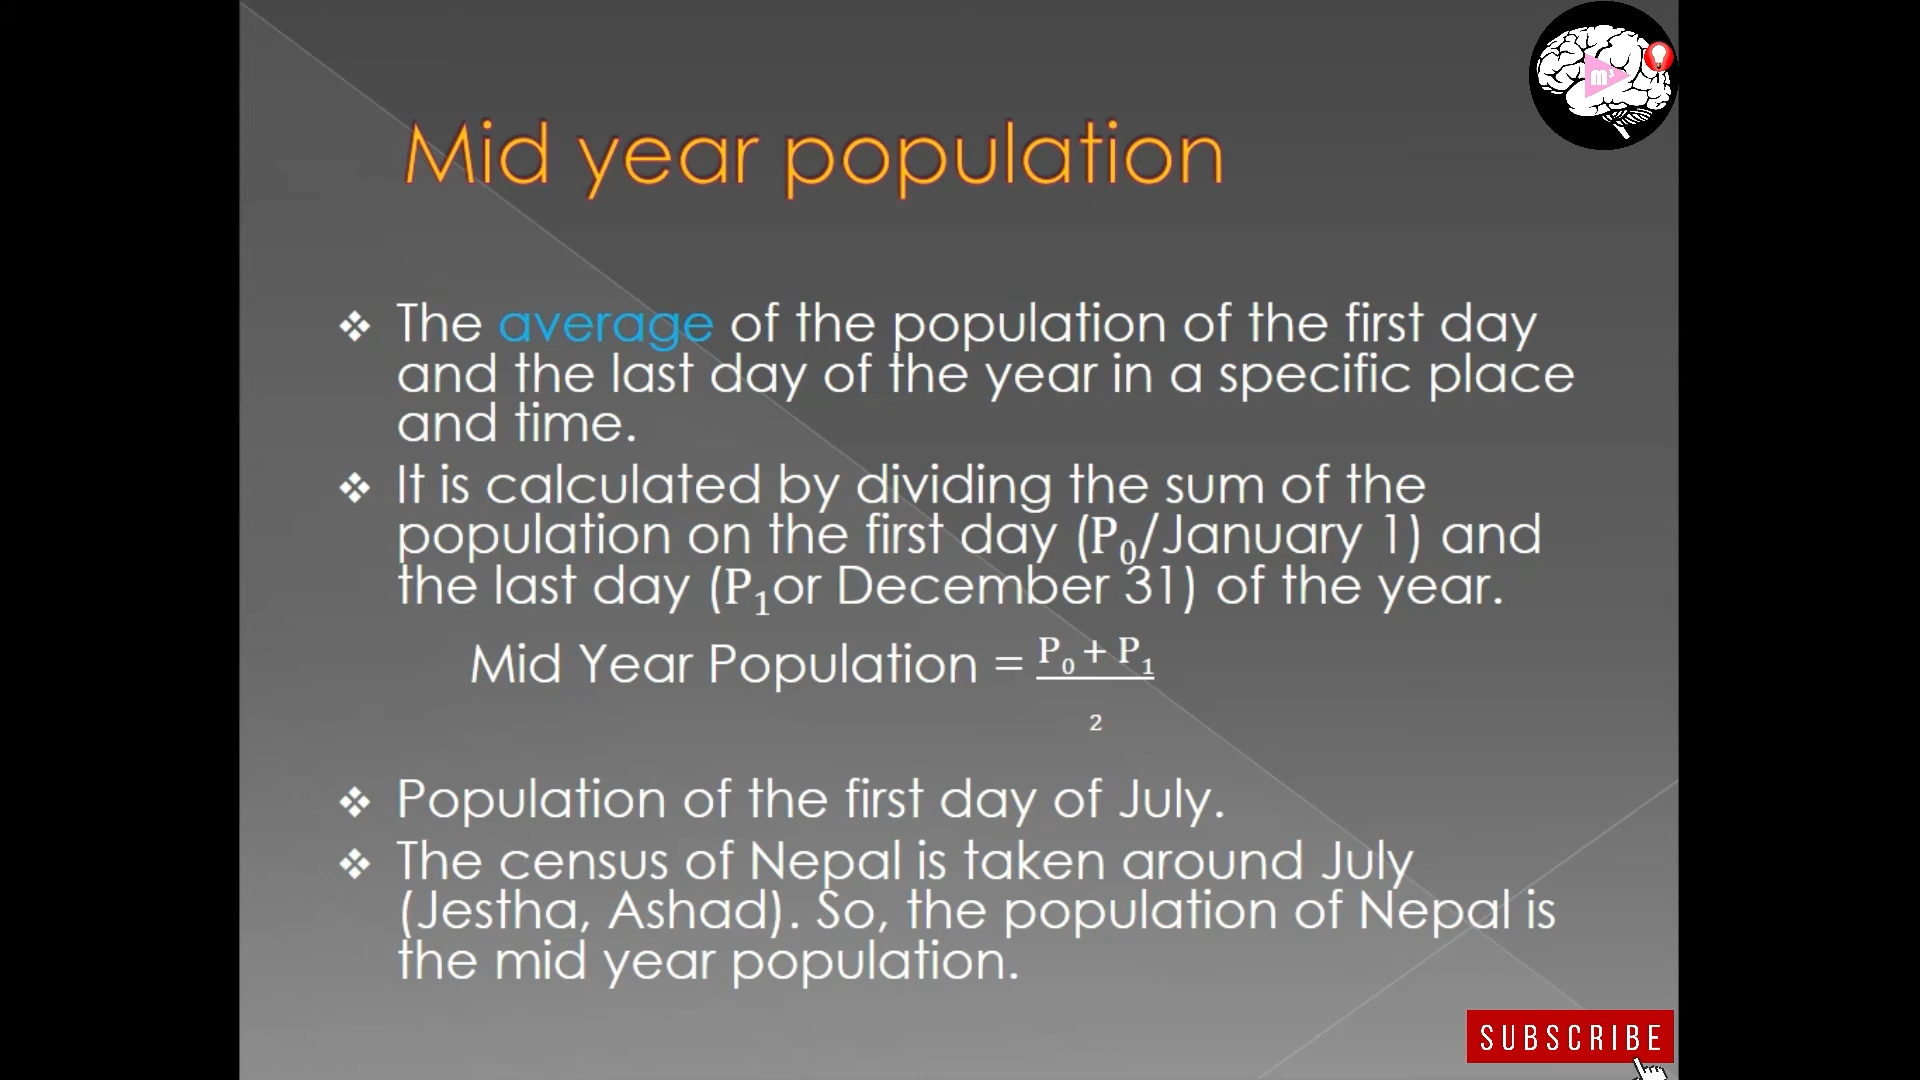 m³
Mid year population
❖ The average of the population of the first day
and the last day of the year in a specific place
and time.
❖ It is calculated by dividing the sum of the
population on the first day (P₀/January 1) and
the last day (P₁or December 31) of the year.
Mid Year Population = P₀ + P₁
2
❖ Population of the first day of July.
❖ The census of Nepal is taken around July
(Jestha, Ashad). So, the population of Nepal is
the mid year population.
SUBSCRIBE